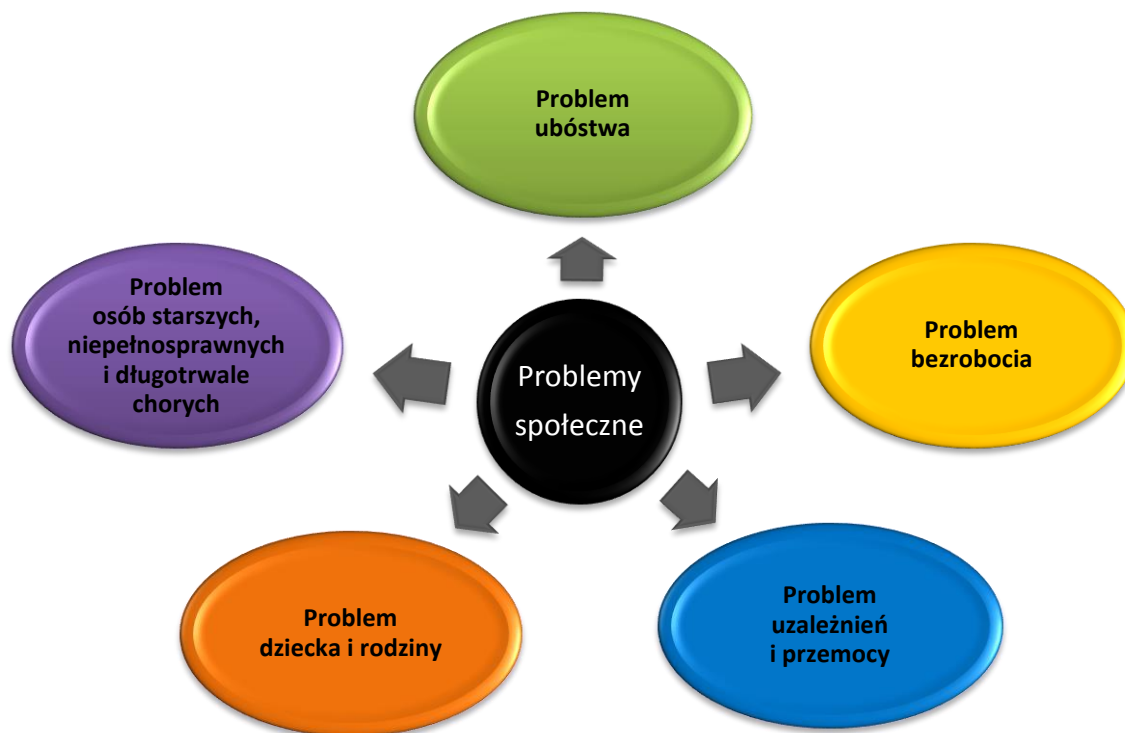 Problem
ubóstwa
Problem
osób starszych,
niepełnosprawnych
i długotrwale
chorych
Problem
bezrobocia
Problemy
społeczne
Problem
dziecka i rodziny
Problem
uzależnień
i przemocy